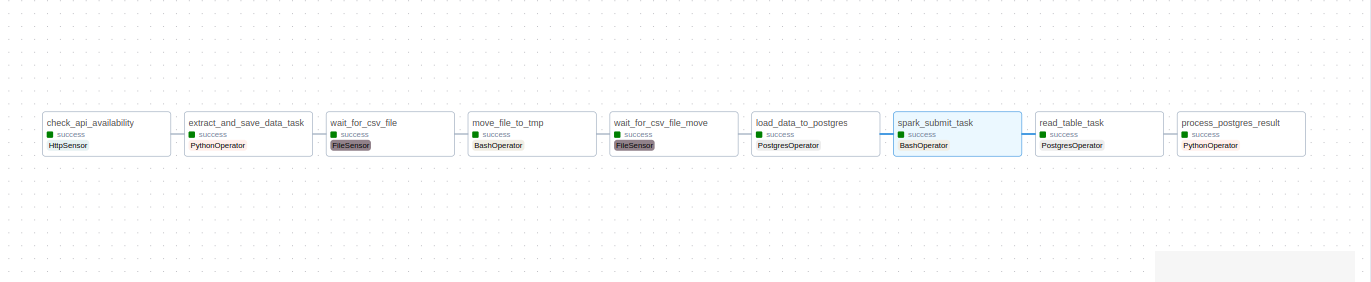 check_api_availability
success
HttpSensor
extract_and_save_data_task
success
PythonOperator
wait_for_csv_file
success
FileSensor
move_file_to_tmp
success
BashOperator
wait_for_csv_file_move
success
FileSensor
load_data_to_postgres
success
PostgresOperator
spark_submit_task
success
BashOperator
read_table_task
success
PostgresOperator
process_postgres_result
success
PythonOperator